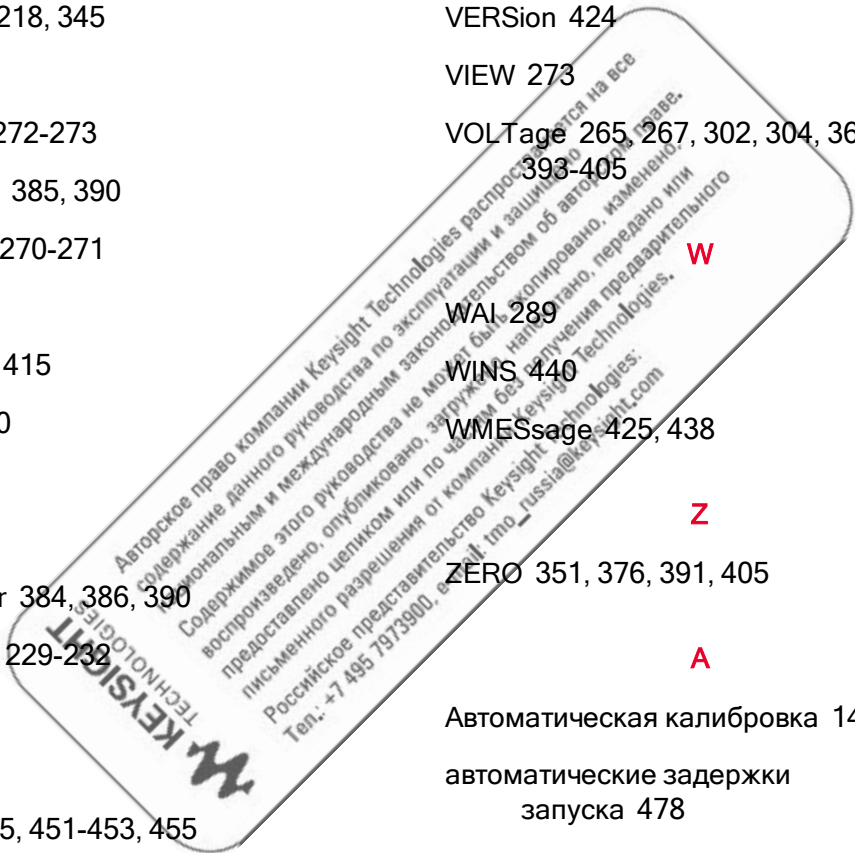 218, 345
272-273
385, 390
270-271
415
0
r 384, 386, 390
229-232
5, 451-453, 455
VERSion 424
VIEW 273
VOLTage 265, 267, 302, 304, 36
393-405
W
WAI 289
WINS 440
WMESsage 425, 438
Z
ZERO 351, 376, 391, 405
А
Автоматическая калибровка 14
автоматические задержки
запуска 478
KEYSIGHT
TECHNOLOGIES
Авторское право компании Keysight Technologies распространяется на все
содержание данного руководства по эксплуатации и защищено
национальным и международным законодательством об авторском праве.
Содержимое этого руководства не может быть скопировано, изменено,
воспроизведено, опубликовано, загружено, напечатано, передано или
предоставлено целиком или по частям без получения предварительного
письменного разрешения от компании Keysight Technologies.
Российское представительство Keysight Technologies:
Тел.: +7 495 7973900, e-mail: tmo_russia@keysight.com